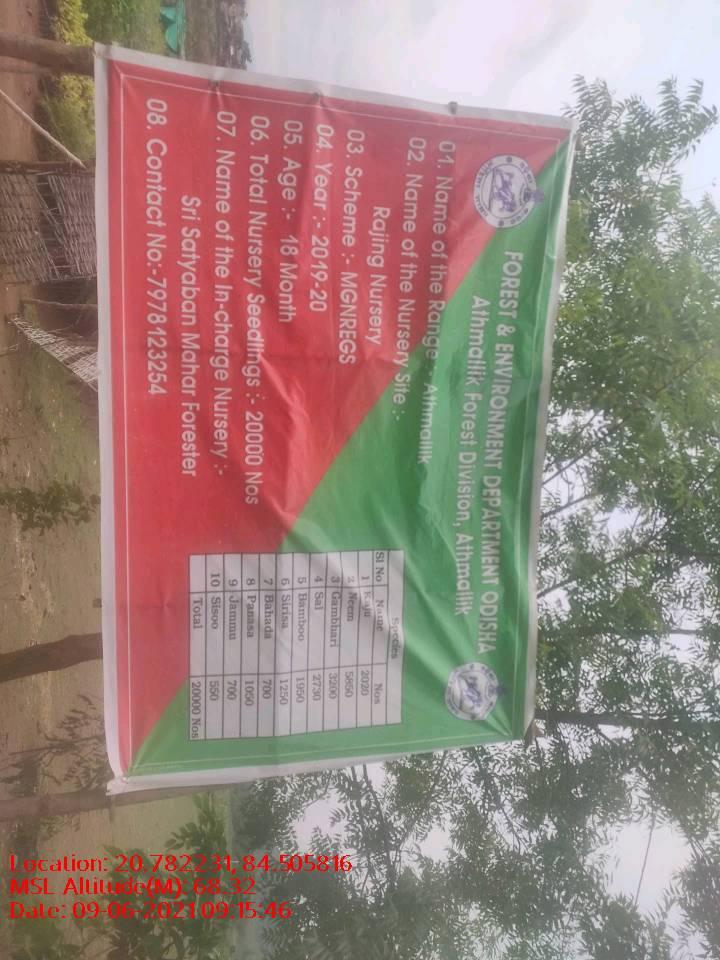 FOREST & ENVIRONMENT DEPARTMENT ODISHA
Athmallik Forest Division, Athmallik
01. Name of the Range - Athmallik
02. Name of the Nursery Site :-
Rajing Nursery
03. Scheme :- MGNREGS
04. Year :- 2019-20
05. Age :- 18 Month
06. Total Nursery Seedlings :- 20000 Nos
07. Name of the In-charge Nursery :-
Sri Satyaban Mahar Forester
08. Contact No:-7978123254
Species
Sl No Name Nos
1 Kaju 2020
2 Neem 5850
3 Gambhari 3200
4 Sal 2730
5 Bamboo 1950
6 Sirisa 1250
7 Bahada 700
8 Panasa 1050
9 Jammu 700
10 Sisoo 550
Total 20000 Nos
Location: 20.782231, 84.505816
MSL Altitude(M): 68.32
Date: 09-06-2021 09:15:46